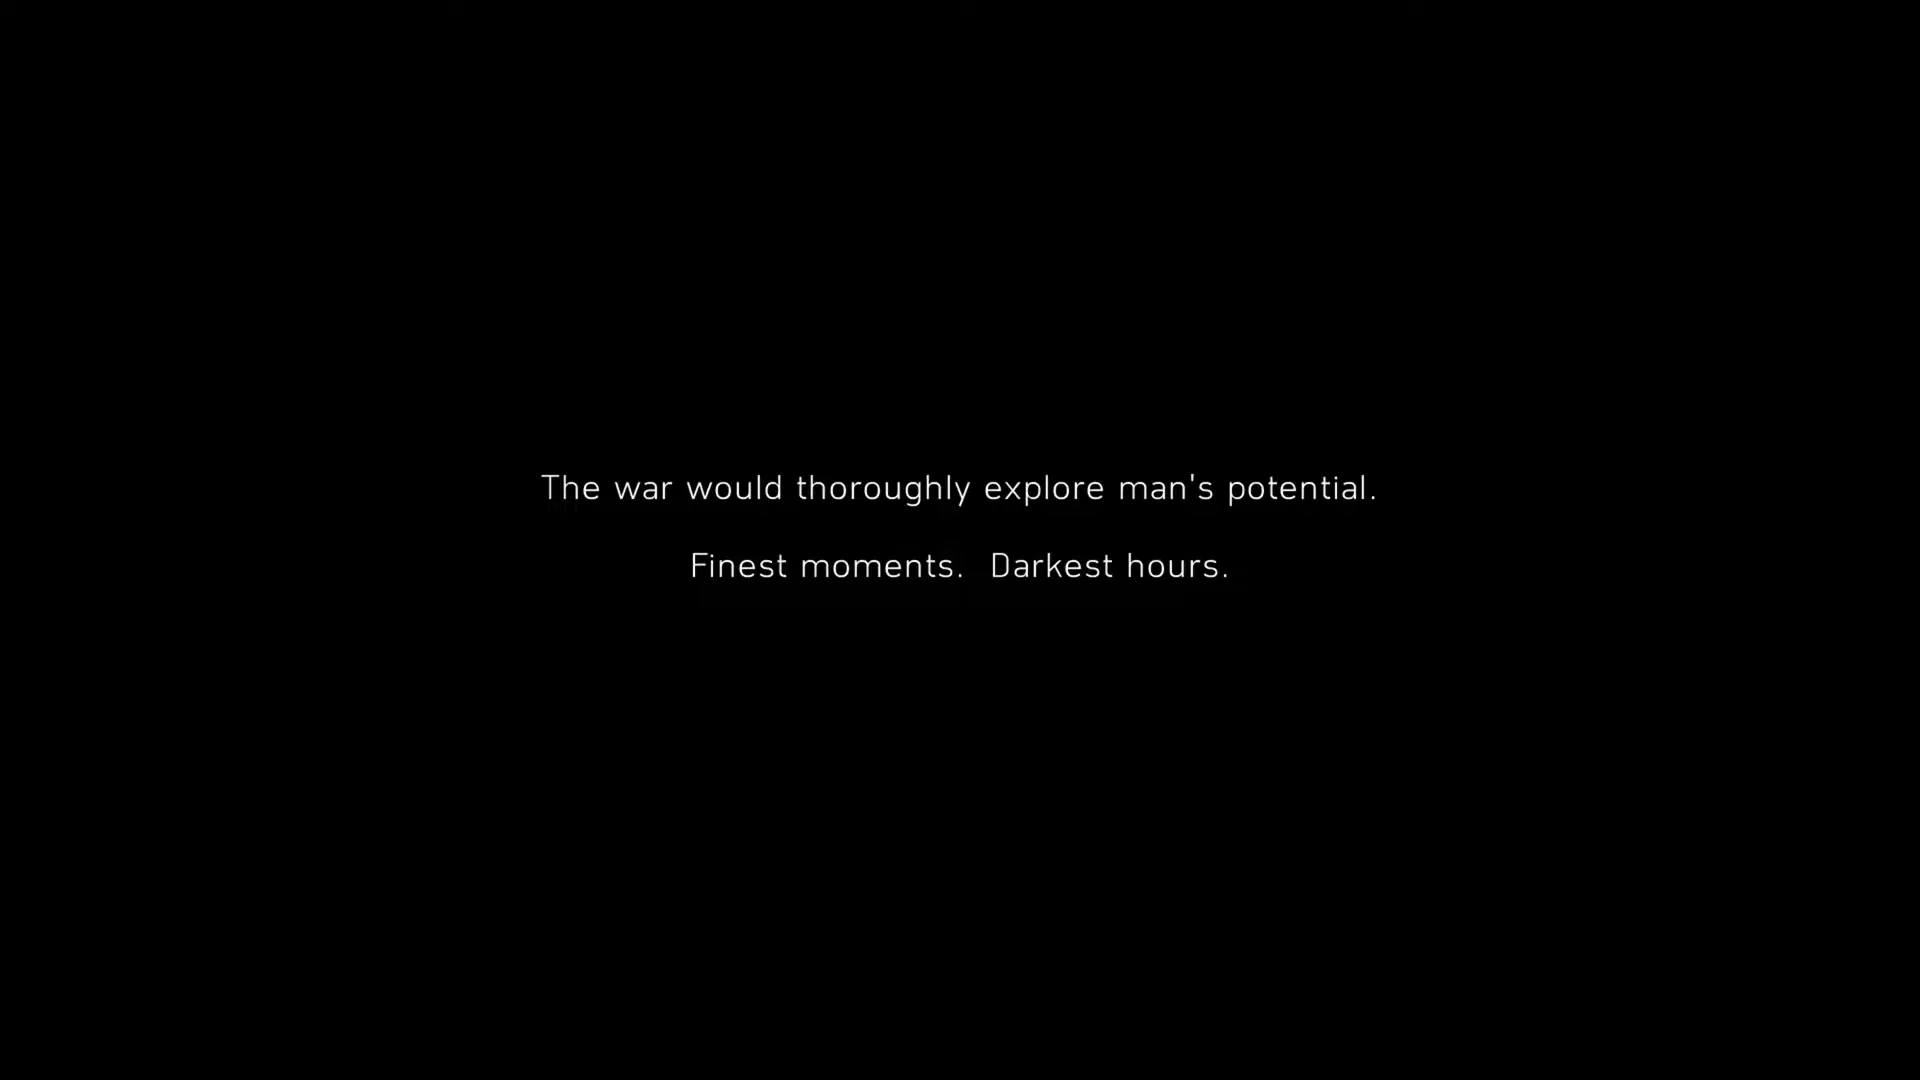 The war would thoroughly explore man's potential.
Finest moments.  Darkest hours.